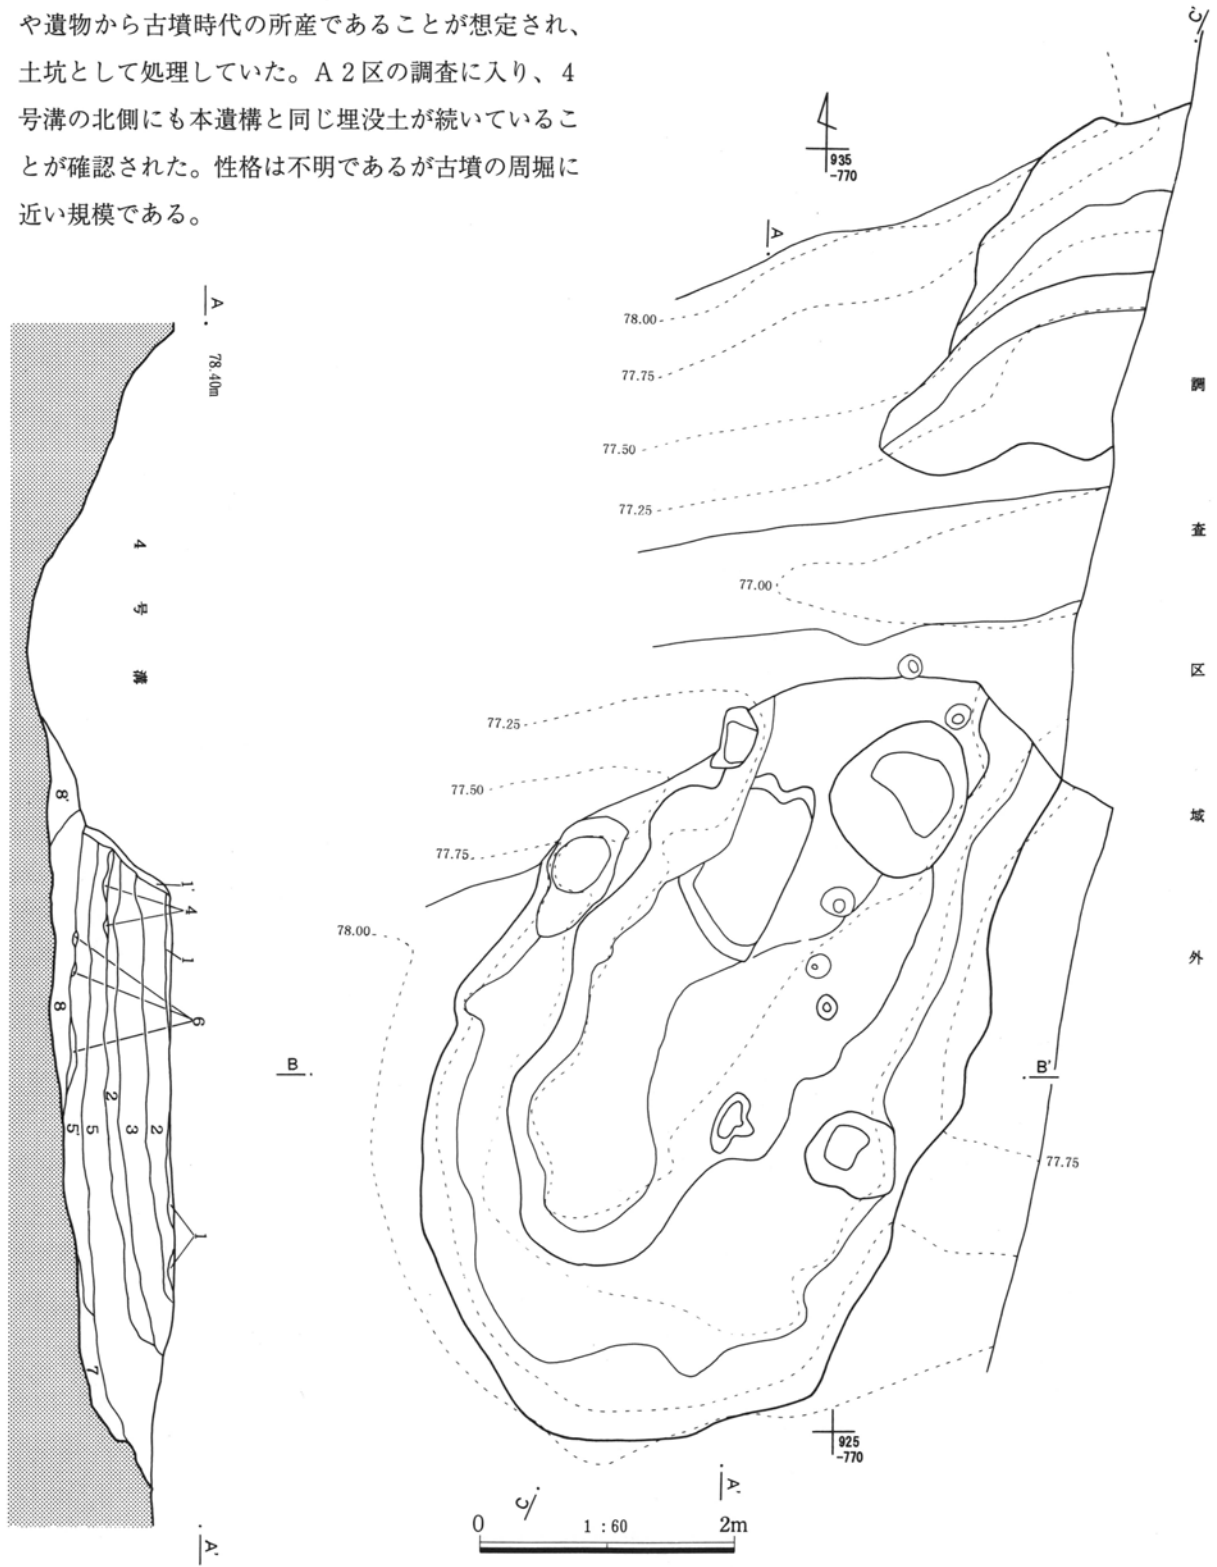 や遺物から古墳時代の所産であることが想定され、
土坑として処理していた。Ａ２区の調査に入り、４
号溝の北側にも本遺構と同じ埋没土が続いているこ
とが確認された。性格は不明であるが古墳の周堀に
近い規模である。
A
78.40m
4号溝
8'
1'
4
1
6
8
2
5'
5
3
2
1
7
A'
C'
935
-770
A
78.00
77.75
77.50
77.25
77.00
77.25
77.50
77.75
78.00
B
B'
77.75
調査区域外
925
-770
C
A'
0
1:60
2m